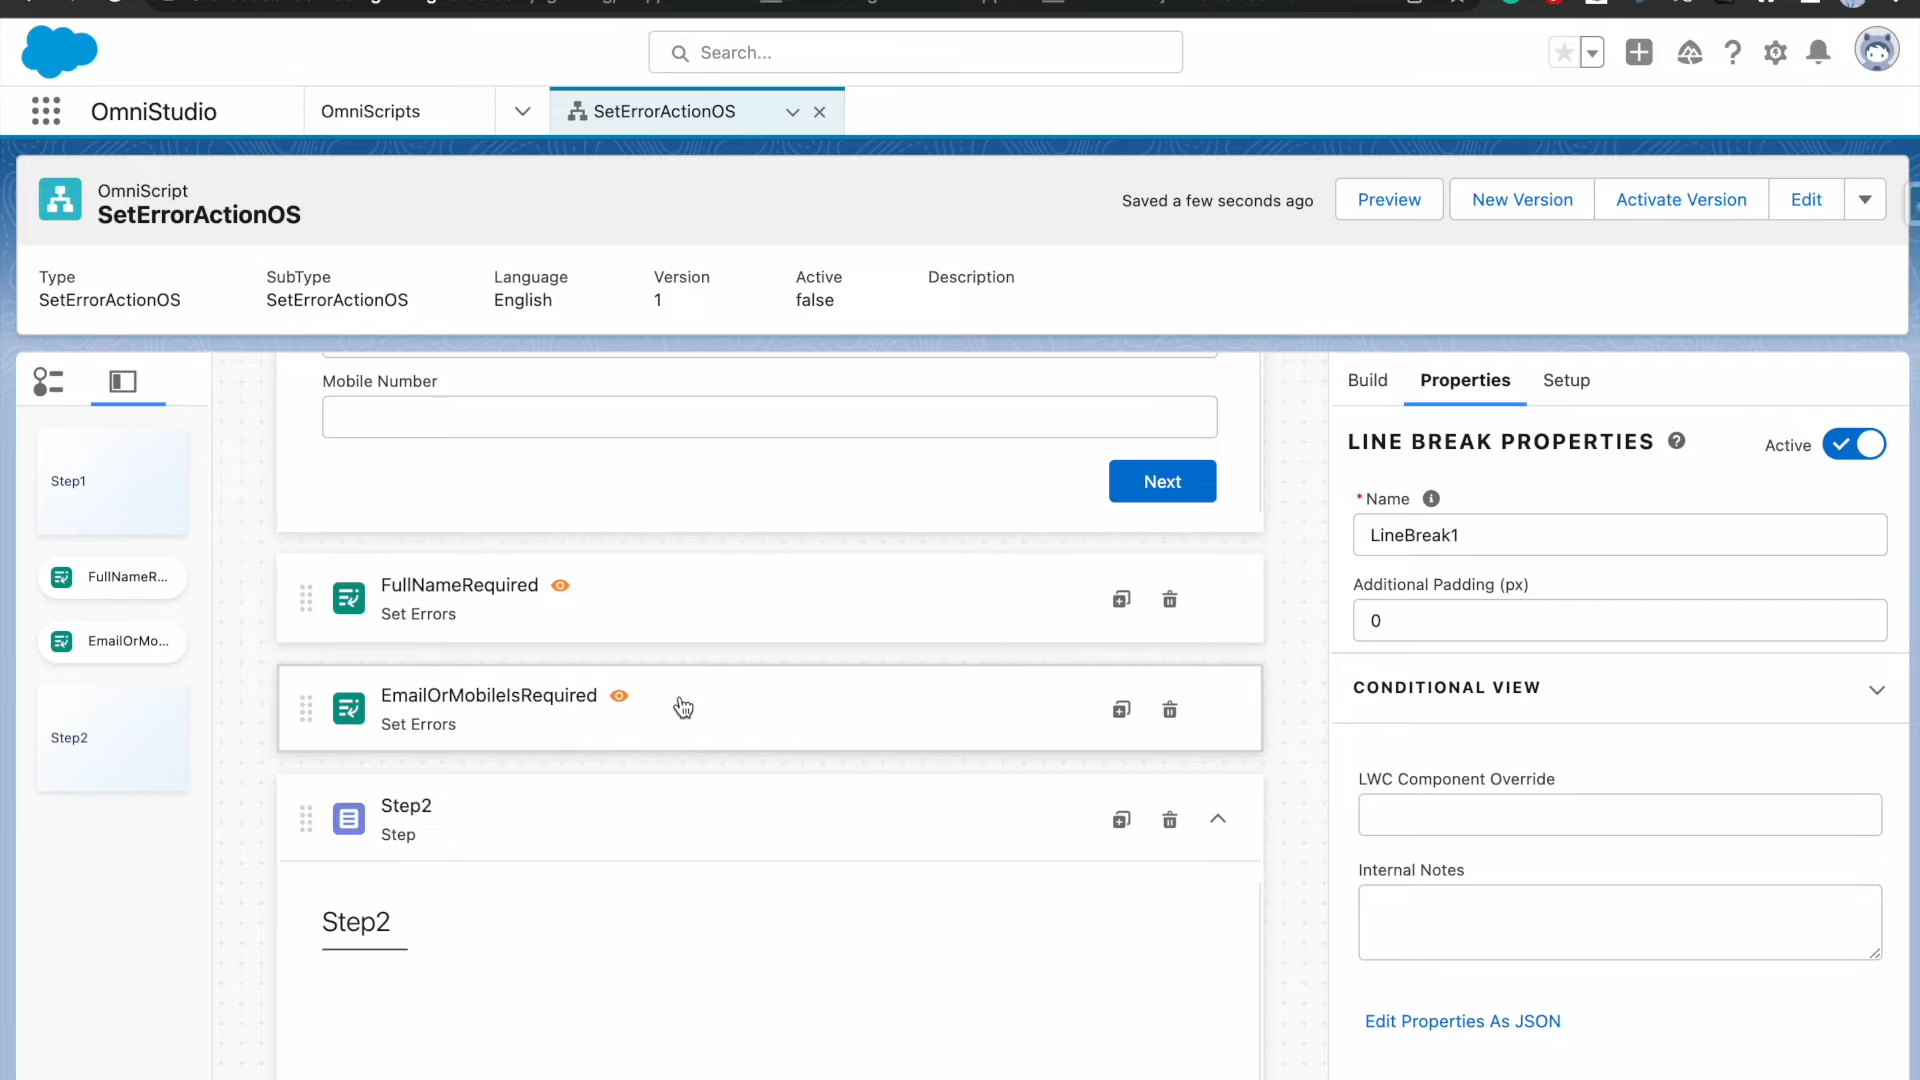 Search...
OmniStudio
OmniScripts
SetErrorActionOS
OmniScript
SetErrorActionOS
Saved a few seconds ago
Preview
New Version
Activate Version
Edit
Type
SubType
Language
Version
Active
Description
SetErrorActionOS
SetErrorActionOS
English
1
false
Step1
FullNameR...
EmailOrMo...
Step2
Mobile Number
Next
FullNameRequired
Set Errors
EmailOrMobileIsRequired
Set Errors
Step2
Step
Step2
Build
Properties
Setup
LINE BREAK PROPERTIES
Active
* Name
LineBreak1
Additional Padding (px)
0
CONDITIONAL VIEW
LWC Component Override
Internal Notes
Edit Properties As JSON